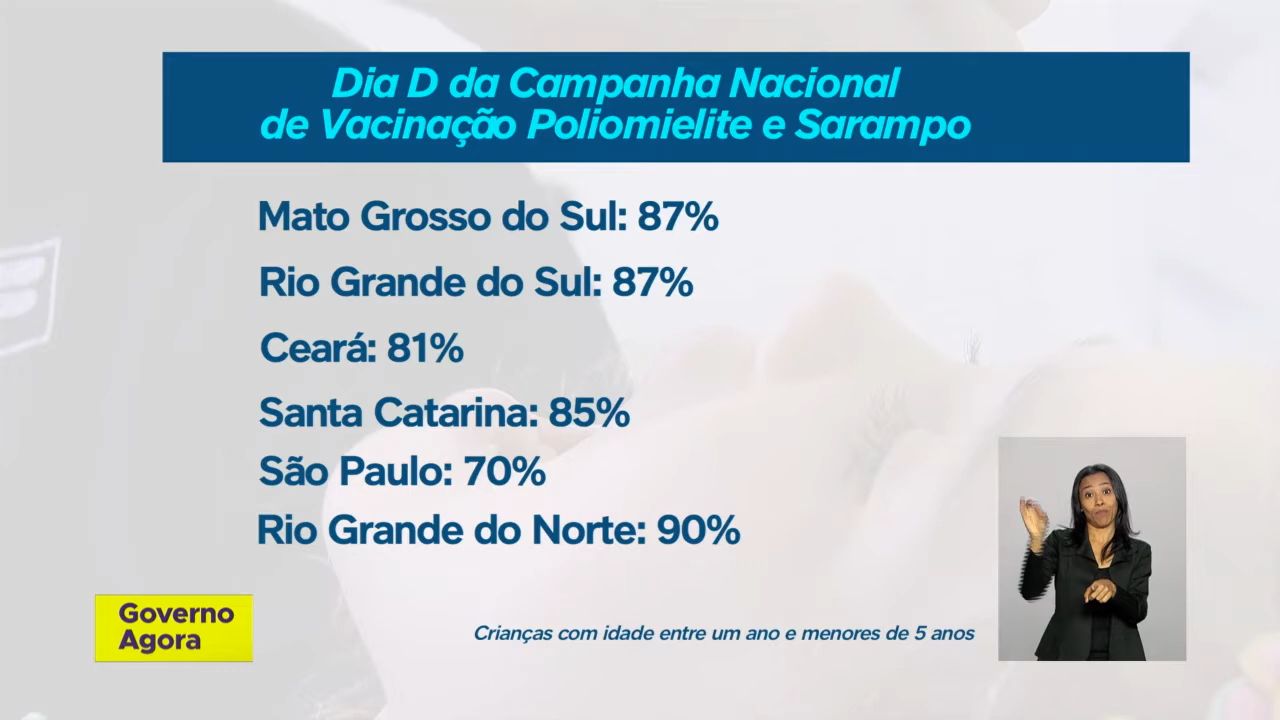 Dia D da Campanha Nacional
de Vacinação Poliomielite e Sarampo
Mato Grosso do Sul: 87%
Rio Grande do Sul: 87%
Ceará: 81%
Santa Catarina: 85%
São Paulo: 70%
Rio Grande do Norte: 90%
Governo
Agora
Crianças com idade entre um ano e menores de 5 anos